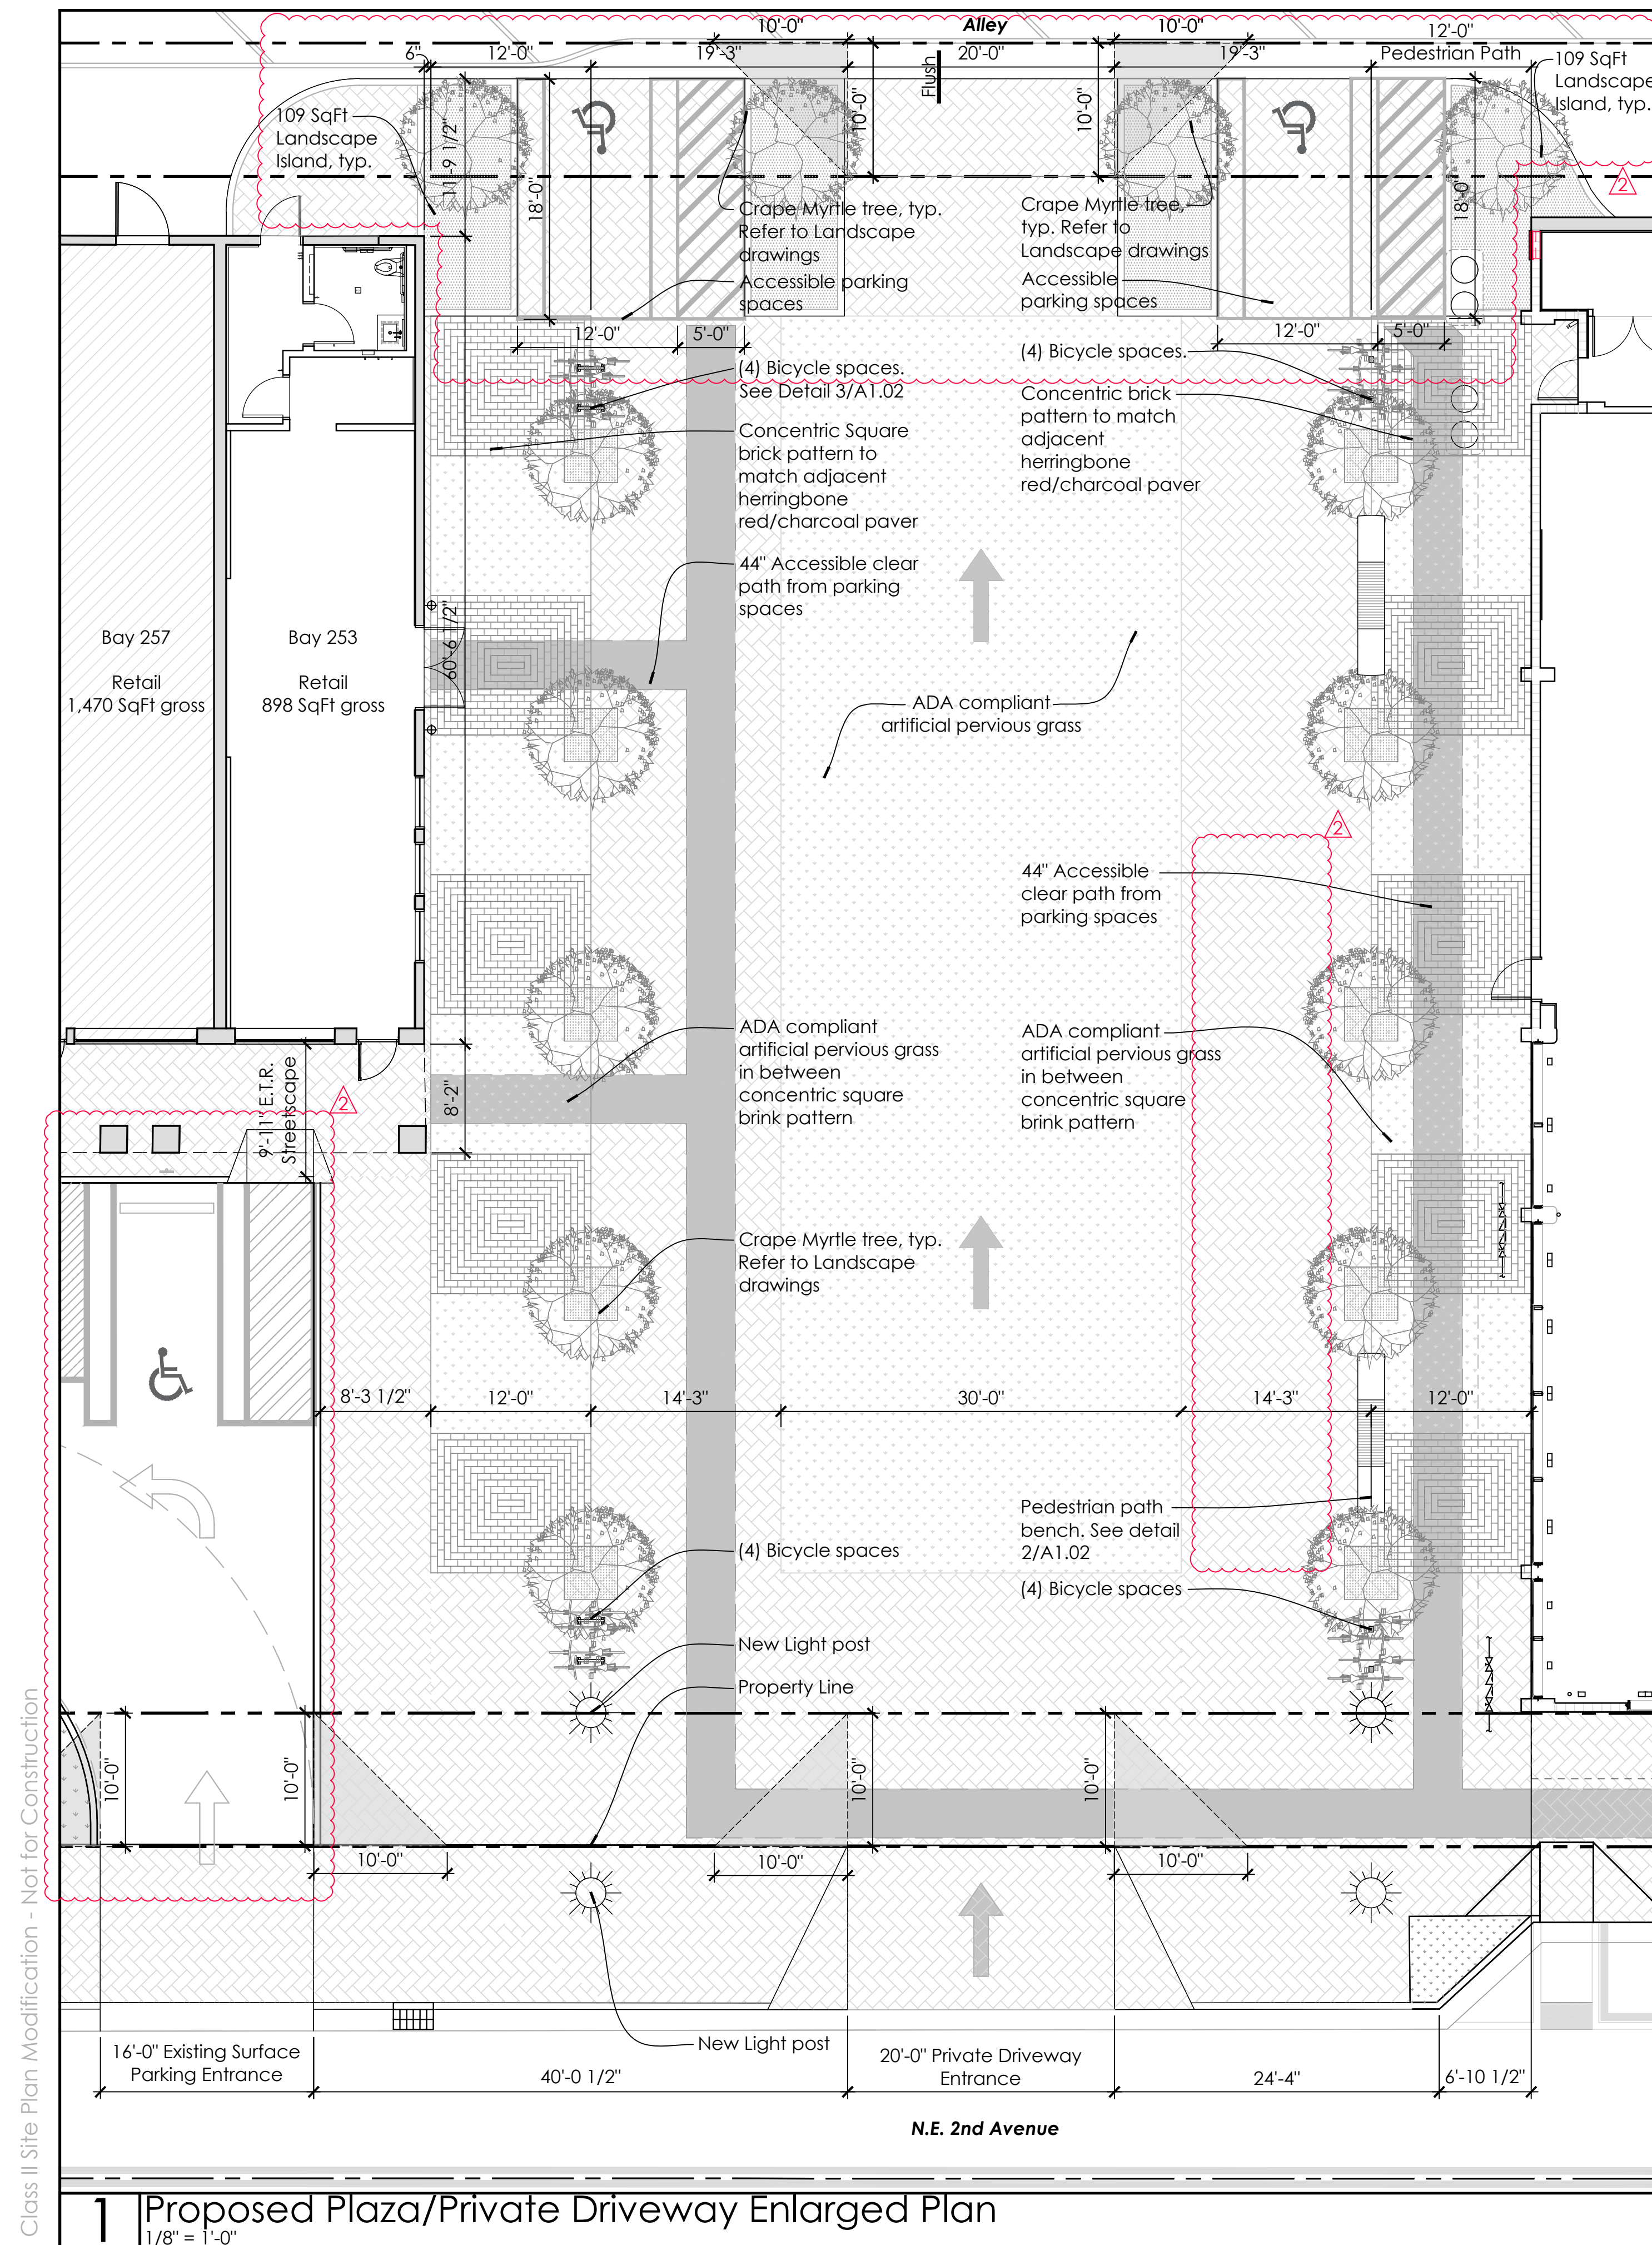 Alley
10'-0"
10'-0"
12'-0"
Pedestrian Path
6"
12'-0"
19'-3"
20'-0"
19'-3"
109 SqFt
Landscape
Island, typ.
109 SqFt
Landscape
Island, typ.
Flush
11'-9 1/2"
18'-0"
10'-0"
10'-0"
18'-0"
2
Crape Myrtle tree, typ.
Refer to Landscape
drawings
Crape Myrtle tree,
typ. Refer to
Landscape drawings
Accessible parking
spaces
Accessible
parking spaces
12'-0"
5'-0"
12'-0"
5'-0"
(4) Bicycle spaces.
See Detail 3/A1.02
(4) Bicycle spaces.
Concentric Square
brick pattern to
match adjacent
herringbone
red/charcoal paver
Concentric brick
pattern to match
adjacent
herringbone
red/charcoal paver
44" Accessible clear
path from parking
spaces
60'-6 1/2"
Bay 257
Retail
1,470 SqFt gross
Bay 253
Retail
898 SqFt gross
ADA compliant
artificial pervious grass
2
44" Accessible
clear path from
parking spaces
ADA compliant
artificial pervious grass
in between
concentric square
brink pattern
ADA compliant
artificial pervious grass
in between
concentric square
brink pattern
9'-11" E.T.R.
Streetscape
2
8'-2"
Crape Myrtle tree, typ.
Refer to Landscape
drawings
8'-3 1/2"
12'-0"
14'-3"
30'-0"
14'-3"
12'-0"
Pedestrian path
bench. See detail
2/A1.02
(4) Bicycle spaces
(4) Bicycle spaces
New Light post
Property Line
10'-0"
10'-0"
10'-0"
10'-0"
10'-0"
10'-0"
10'-0"
New Light post
16'-0" Existing Surface
Parking Entrance
40'-0 1/2"
20'-0" Private Driveway
Entrance
24'-4"
6'-10 1/2"
N.E. 2nd Avenue
Class II Site Plan Modification - Not for Construction
1
Proposed Plaza/Private Driveway Enlarged Plan
1/8" = 1'-0"